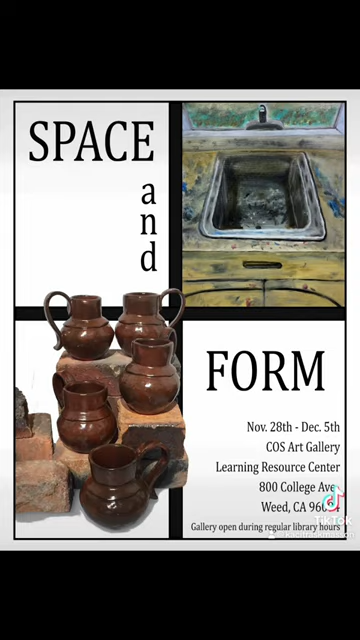 SPACE
and
FORM
Nov. 28th - Dec. 5th
COS Art Gallery
Learning Resource Center
800 College Ave
Weed, CA
Gallery open during regular library hours
TikTok